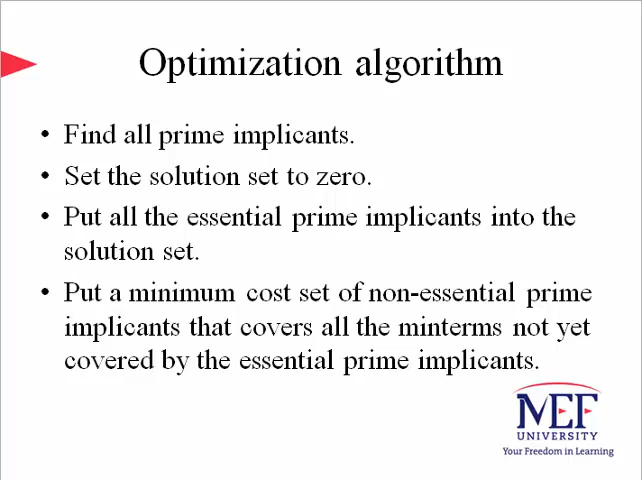 Optimization algorithm
• Find all prime implicants.
• Set the solution set to zero.
• Put all the essential prime implicants into the
solution set.
• Put a minimum cost set of non-essential prime
implicants that covers all the minterms not yet
covered by the essential prime implicants.
MEF
UNIVERSITY
Your Freedom in Learning